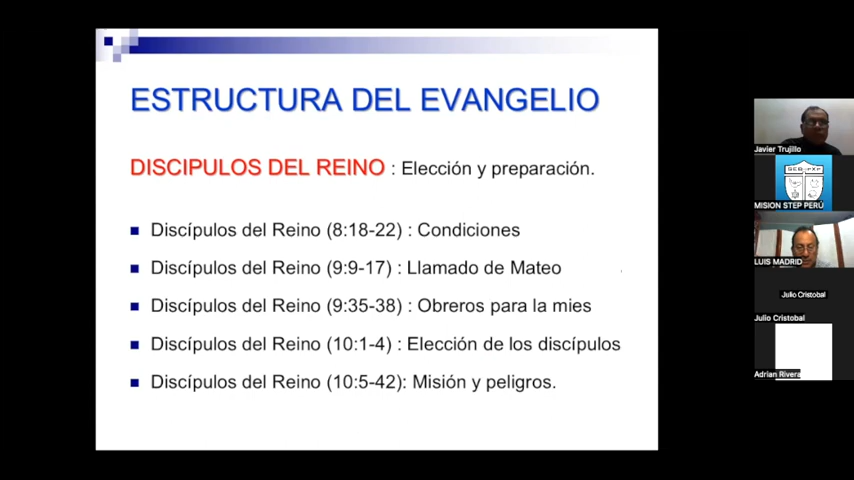 ESTRUCTURA DEL EVANGELIO
DISCIPULOS DEL REINO : Elección y preparación.
Discípulos del Reino (8:18-22) : Condiciones
Discípulos del Reino (9:9-17) : Llamado de Mateo
Discípulos del Reino (9:35-38) : Obreros para la mies
Discípulos del Reino (10:1-4) : Elección de los discípulos
Discípulos del Reino (10:5-42): Misión y peligros.
Javier Trujillo
MISION STEP PERÚ
LUIS MADRID
Julio Cristobal
Julio Cristobal
Adrian Rivera